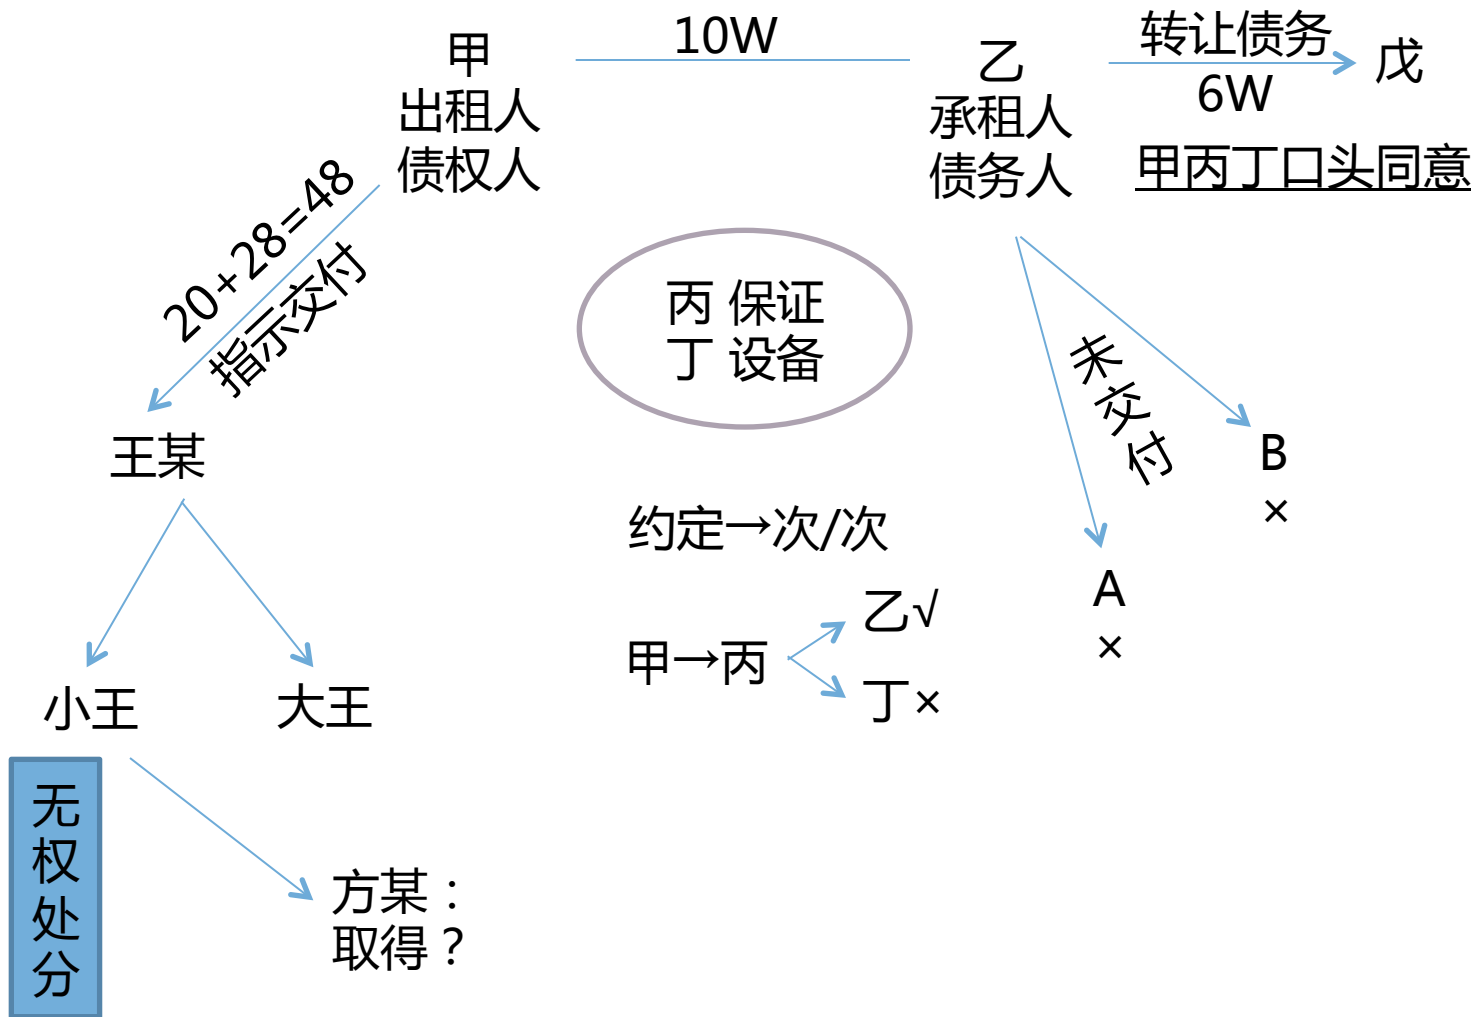 甲
出租人
债权人
10W
乙
承租人
债务人
转让债务
6W
戊
甲丙丁口头同意
20+28=48
指示交付
丙 保证
丁 设备
未交付
王某
B
×
A
×
约定→次/次
甲→丙
乙√
丁×
小王
大王
无
权
处
分
方某：
取得？